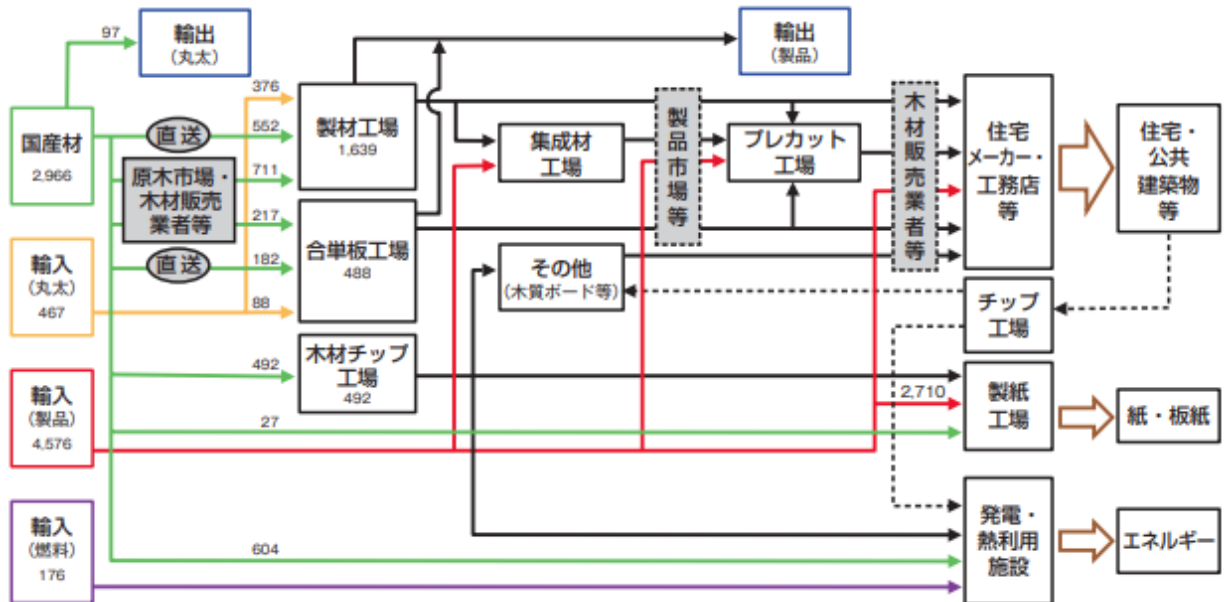 97
輸出
(丸太)
輸出
(製品)
国産材
2,966
直送
原木市場・
木材販売
業者等
直送
376
552
711
217
182
88
製材工場
1,639
合単板工場
488
集成材
工場
製品市場等
プレカット
工場
木材販売業者等
住宅
メーカー・
工務店
等
住宅・
公共
建築物
等
輸入
(丸太)
467
その他
(木質ボード等)
チップ
工場
492
木材チップ
工場
492
輸入
(製品)
4,576
27
2,710
製紙
工場
紙・板紙
輸入
(燃料)
176
604
発電・
熱利用
施設
エネルギー